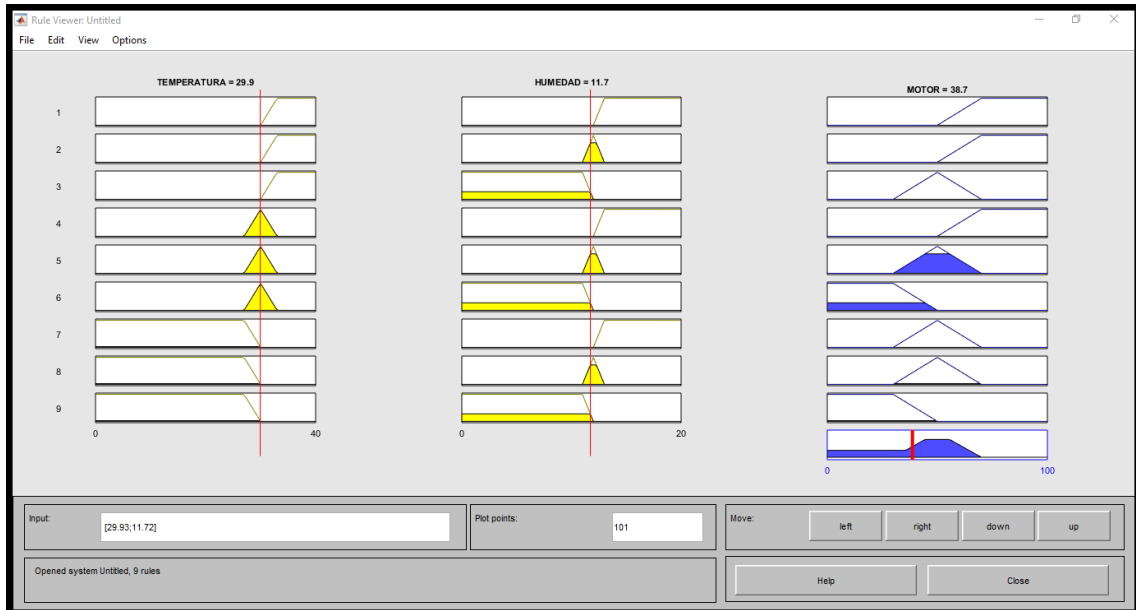 Rule Viewer: Untitled
File Edit View Options
TEMPERATURA = 29.9 HUMEDAD = 11.7 MOTOR = 38.7
1
2
3
4
5
6
7
8
9
0 40 0 20
0 100
Input: [29.93;11.72] Plot points: 101 Move: left right down up
Opened system Untitled, 9 rules Help Close